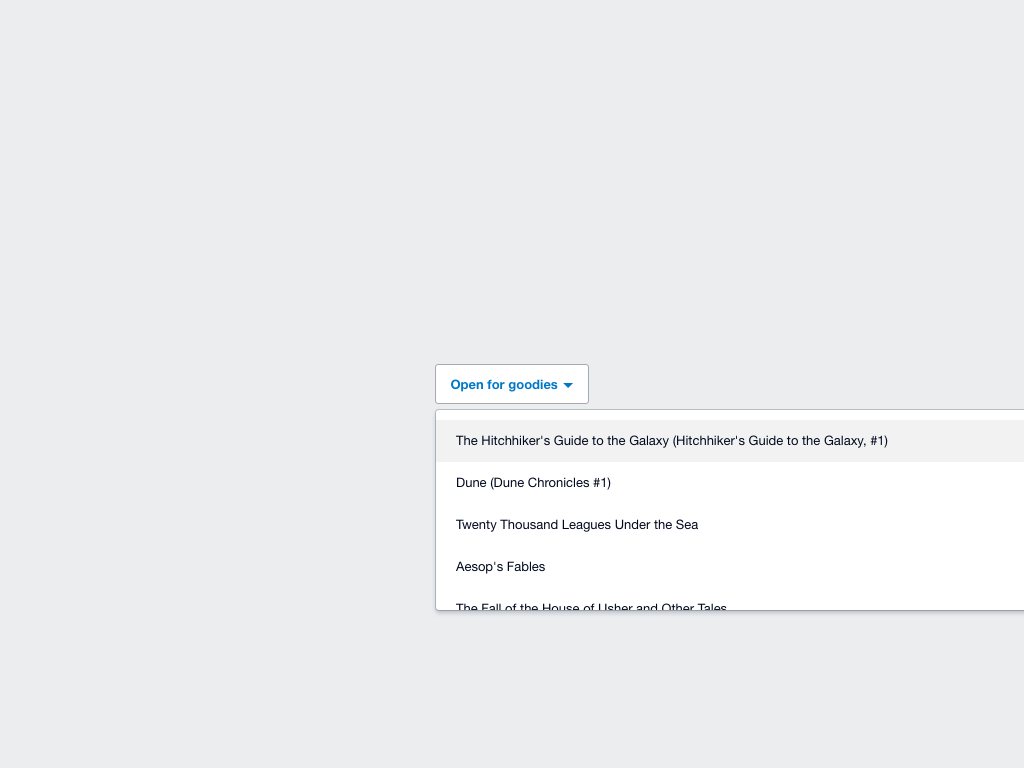 Open for goodies
The Hitchhiker's Guide to the Galaxy (Hitchhiker's Guide to the Galaxy, #1)
Dune (Dune Chronicles #1)
Twenty Thousand Leagues Under the Sea
Aesop's Fables
The Fall of the House of Usher and Other Tales